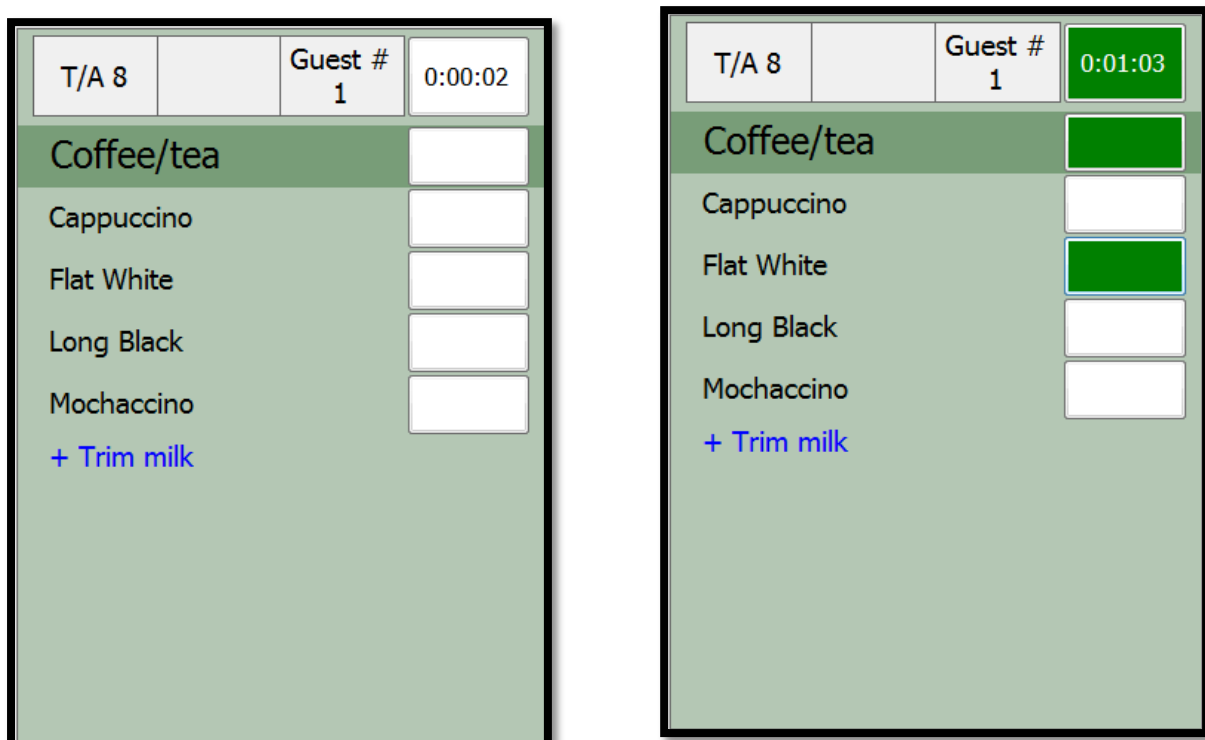 T/A 8
Guest #
1
0:00:02
Coffee/tea
Cappuccino
Flat White
Long Black
Mochaccino
+ Trim milk
T/A 8
Guest #
1
0:01:03
Coffee/tea
Cappuccino
Flat White
Long Black
Mochaccino
+ Trim milk